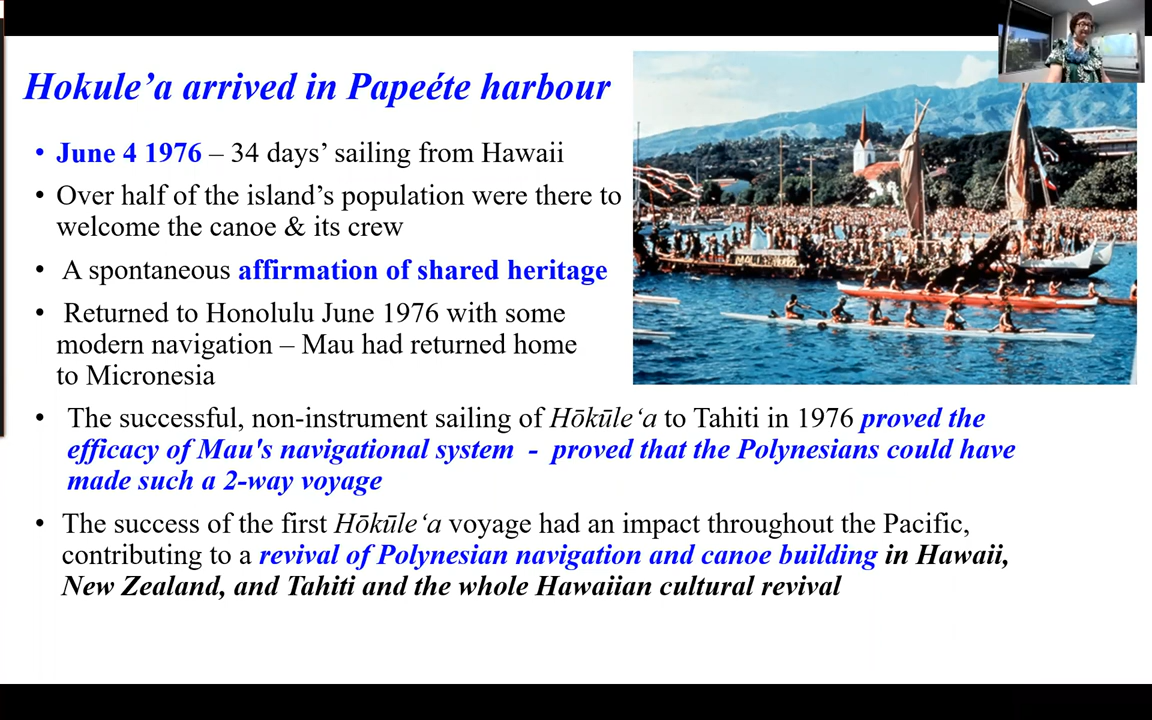 Hokule’a arrived in Papeéte harbour
• June 4 1976 – 34 days’ sailing from Hawaii
• Over half of the island’s population were there to
welcome the canoe & its crew
• A spontaneous affirmation of shared heritage
• Returned to Honolulu June 1976 with some
modern navigation – Mau had returned home
to Micronesia
• The successful, non-instrument sailing of Hōkūle‘a to Tahiti in 1976 proved the
efficacy of Mau's navigational system - proved that the Polynesians could have
made such a 2-way voyage
• The success of the first Hōkūle‘a voyage had an impact throughout the Pacific,
contributing to a revival of Polynesian navigation and canoe building in Hawaii,
New Zealand, and Tahiti and the whole Hawaiian cultural revival